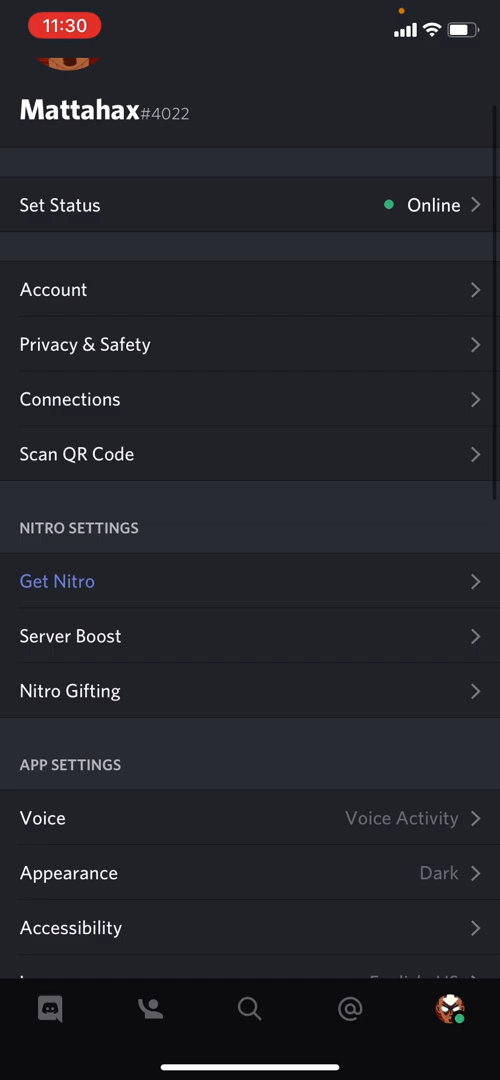 11:30
Mattahax#4022
Set Status Online
Account
Privacy & Safety
Connections
Scan QR Code
NITRO SETTINGS
Get Nitro
Server Boost
Nitro Gifting
APP SETTINGS
Voice Voice Activity
Appearance Dark
Accessibility